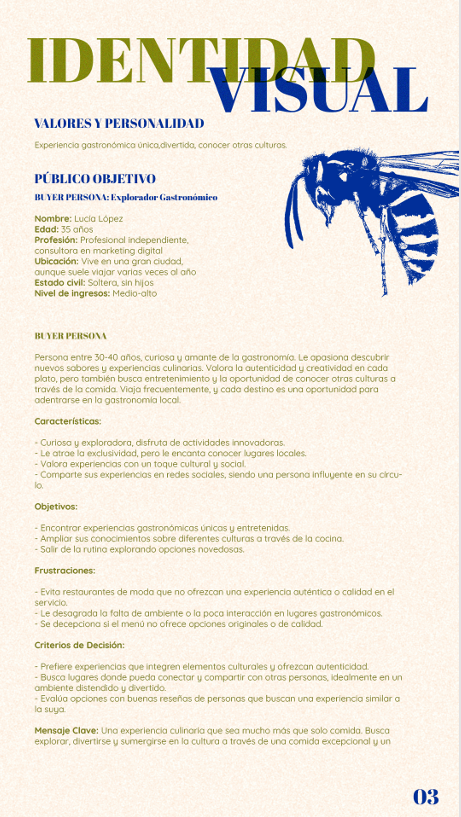 IDENTIDAD
VISUAL
VALORES Y PERSONALIDAD
Experiencia gastronómica única,divertida, conocer otras culturas.
PÚBLICO OBJETIVO
BUYER PERSONA: Explorador Gastronómico
Nombre: Lucía López
Edad: 35 años
Profesión: Profesional independiente,
consultora en marketing digital
Ubicación: Vive en una gran ciudad,
aunque suele viajar varias veces al año
Estado civil: Soltera, sin hijos
Nivel de ingresos: Medio-alto
BUYER PERSONA
Persona entre 30-40 años, curiosa y amante de la gastronomía. Le apasiona descubrir
nuevos sabores y experiencias culinarias. Valora la autenticidad y creatividad en cada
plato, pero también busca entretenimiento y la oportunidad de conocer otras culturas a
través de la comida. Viaja frecuentemente, y cada destino es una oportunidad para
adentrarse en la gastronomía local.
Características:
- Curiosa y exploradora, disfruta de actividades innovadoras.
- Le atrae la exclusividad, pero le encanta conocer lugares locales.
- Valora experiencias con un toque cultural y social.
- Comparte sus experiencias en redes sociales, siendo una persona influyente en su circu-
lo.
Objetivos:
- Encontrar experiencias gastronómicas únicas y entretenidas.
- Ampliar sus conocimientos sobre diferentes culturas a través de la cocina.
- Salir de la rutina explorando opciones novedosas.
Frustraciones:
- Evita restaurantes de moda que no ofrezcan una experiencia auténtica o calidad en el
servicio.
- Le desagrada la falta de ambiente o la poca interacción en lugares gastronómicos.
- Se decepciona si el menú no ofrece opciones originales o de calidad.
Criterios de Decisión:
- Prefiere experiencias que integren elementos culturales y ofrezcan autenticidad.
- Busca lugares donde pueda conectar y compartir con otras personas, idealmente en un
ambiente distendido y divertido.
- Evalúa opciones con buenas reseñas de personas que buscan una experiencia similar a
la suya.
Mensaje Clave: Una experiencia culinaria que sea mucho más que solo comida. Busca
explorar, divertirse y sumergirse en la cultura a través de una comida excepcional y un
03